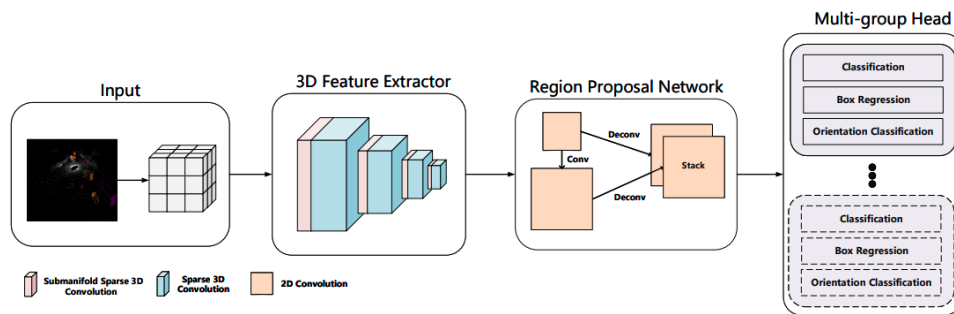 Multi-group Head
Input
3D Feature Extractor
Region Proposal Network
Classification
Box Regression
Orientation Classification
Deconv
Conv
Stack
Deconv
Classification
Box Regression
Orientation Classification
Submanifold Sparse 3D
Convolution
Sparse 3D
Convolution
2D Convolution